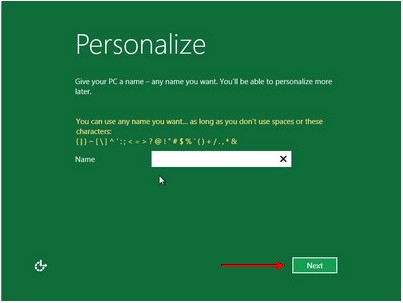 Personalize
Give your PC a name – any name you want. You'll be able to personalize more
later.
You can use any name you want... as long as you don't use spaces or these
characters:
{ | } ~ [ \ ] ^ ' : ; < = > ? @ ! " # $ % ` ( ) + / . , * &
Name
Next